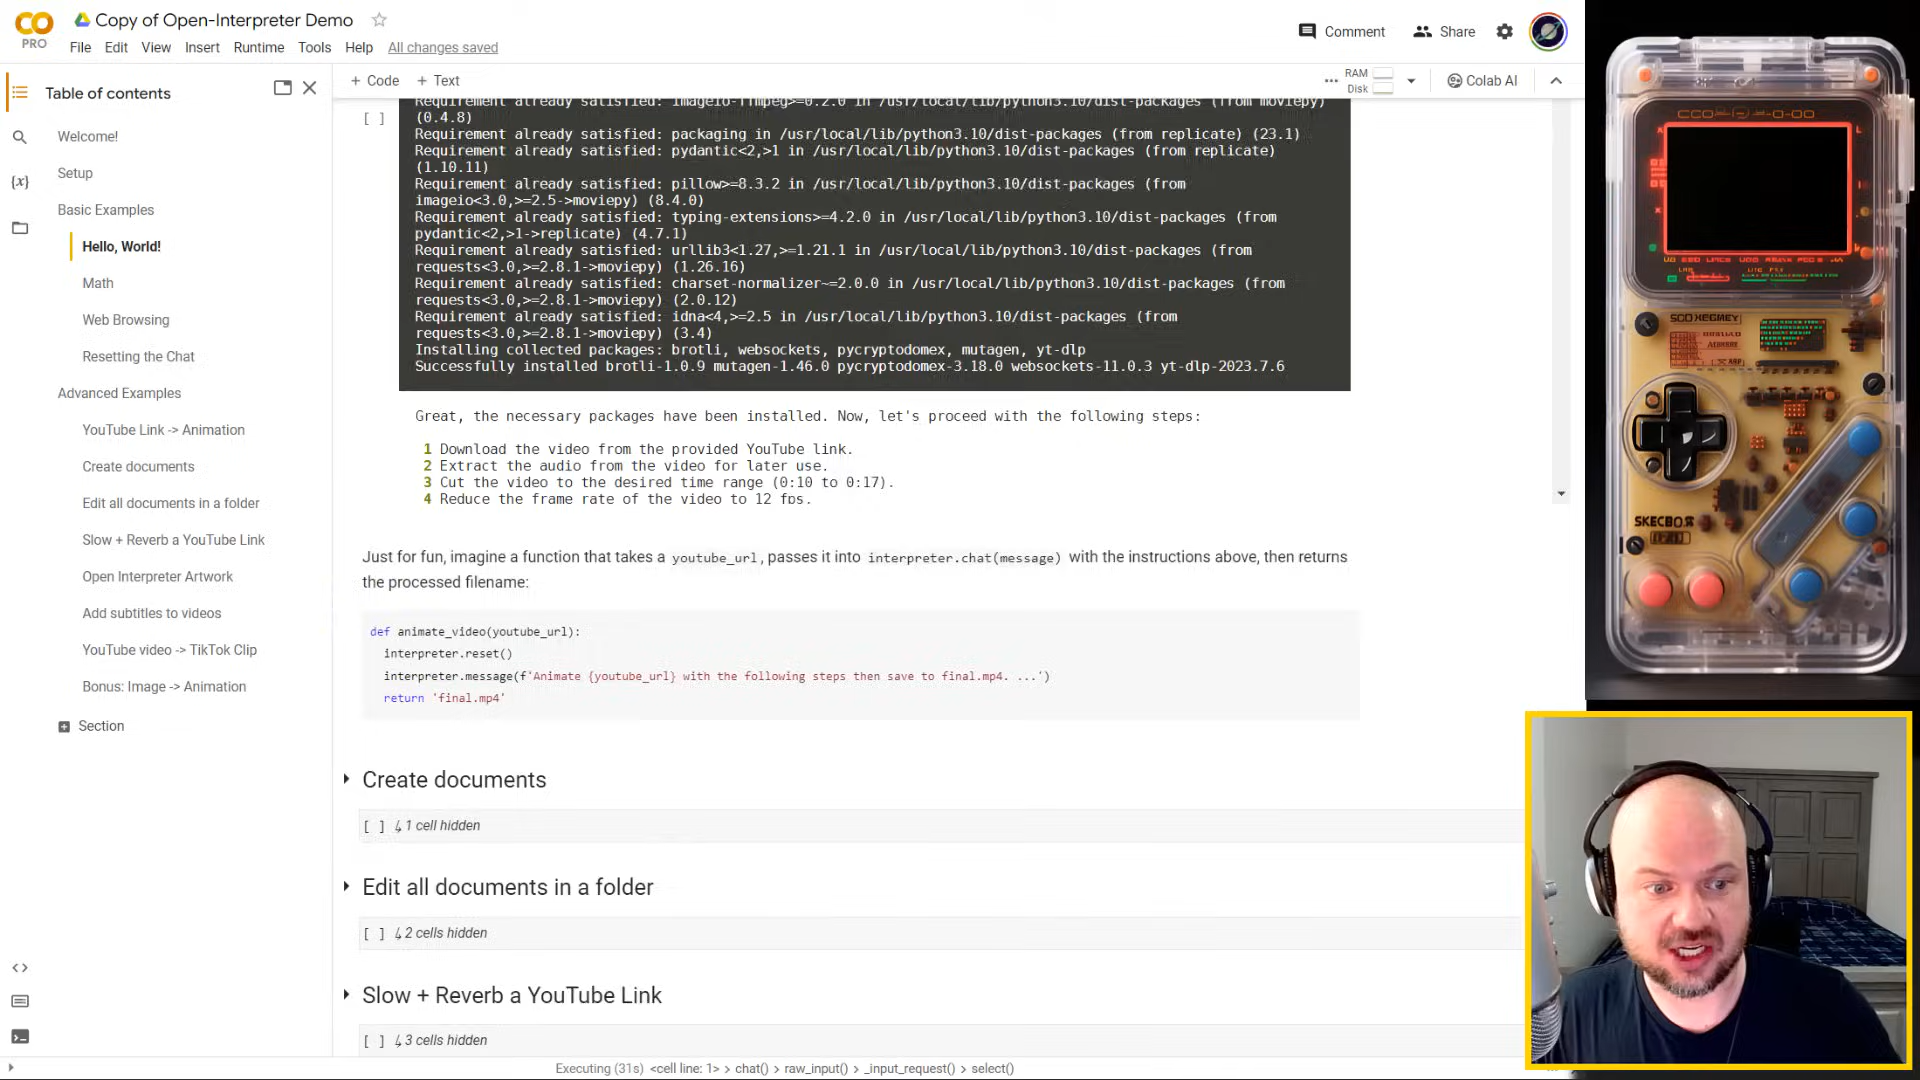 CO
PRO
Copy of Open-Interpreter Demo
File Edit View Insert Runtime Tools Help All changes saved
Comment
Share
Table of contents
+ Code + Text
RAM
Disk
Colab AI
Welcome!
Setup
Basic Examples
Hello, World!
Math
Web Browsing
Resetting the Chat
Advanced Examples
YouTube Link -> Animation
Create documents
Edit all documents in a folder
Slow + Reverb a YouTube Link
Open Interpreter Artwork
Add subtitles to videos
YouTube video -> TikTok Clip
Bonus: Image -> Animation
Section
{x}
<>
[ ]
Requirement already satisfied: imageio-ffmpeg>=0.2.0 in /usr/local/lib/python3.10/dist-packages (from moviepy)
(0.4.8)
Requirement already satisfied: packaging in /usr/local/lib/python3.10/dist-packages (from replicate) (23.1)
Requirement already satisfied: pydantic<2,>1 in /usr/local/lib/python3.10/dist-packages (from replicate)
(1.10.11)
Requirement already satisfied: pillow>=8.3.2 in /usr/local/lib/python3.10/dist-packages (from
imageio<3.0,>=2.5->moviepy) (8.4.0)
Requirement already satisfied: typing-extensions>=4.2.0 in /usr/local/lib/python3.10/dist-packages (from
pydantic<2,>1->replicate) (4.7.1)
Requirement already satisfied: urllib3<1.27,>=1.21.1 in /usr/local/lib/python3.10/dist-packages (from
requests<3.0,>=2.8.1->moviepy) (1.26.16)
Requirement already satisfied: charset-normalizer~=2.0.0 in /usr/local/lib/python3.10/dist-packages (from
requests<3.0,>=2.8.1->moviepy) (2.0.12)
Requirement already satisfied: idna<4,>=2.5 in /usr/local/lib/python3.10/dist-packages (from
requests<3.0,>=2.8.1->moviepy) (3.4)
Installing collected packages: brotli, websockets, pycryptodomex, mutagen, yt-dlp
Successfully installed brotli-1.0.9 mutagen-1.46.0 pycryptodomex-3.18.0 websockets-11.0.3 yt-dlp-2023.7.6
Great, the necessary packages have been installed. Now, let's proceed with the following steps:
1 Download the video from the provided YouTube link.
2 Extract the audio from the video for later use.
3 Cut the video to the desired time range (0:10 to 0:17).
4 Reduce the frame rate of the video to 12 fps.
Just for fun, imagine a function that takes a youtube_url, passes it into interpreter.chat(message) with the instructions above, then returns
the processed filename:
def animate_video(youtube_url):
interpreter.reset()
interpreter.message(f'Animate {youtube_url} with the following steps then save to final.mp4. ...')
return 'final.mp4'
Create documents
[ ] ↳ 1 cell hidden
Edit all documents in a folder
[ ] ↳ 2 cells hidden
Slow + Reverb a YouTube Link
[ ] ↳ 3 cells hidden
Executing (31s) <cell line: 1> > chat() > raw_input() > _input_request() > select()